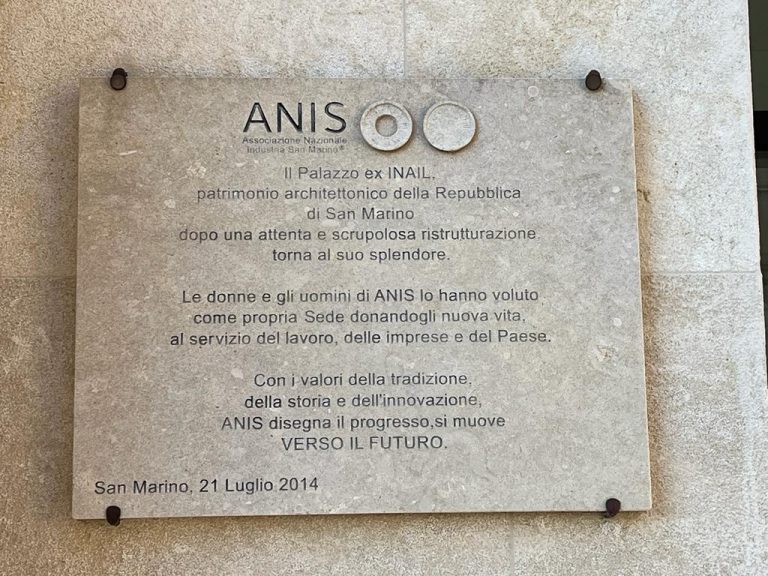 ANIS
Associazione Nazionale
Industria San Marino®
Il Palazzo ex INAIL,
patrimonio architettonico della Repubblica
di San Marino
dopo una attenta e scrupolosa ristrutturazione
torna al suo splendore.
Le donne e gli uomini di ANIS lo hanno voluto
come propria Sede donandogli nuova vita,
al servizio del lavoro, delle imprese e del Paese.
Con i valori della tradizione,
della storia e dell'innovazione,
ANIS disegna il progresso,si muove
VERSO IL FUTURO.
San Marino, 21 Luglio 2014